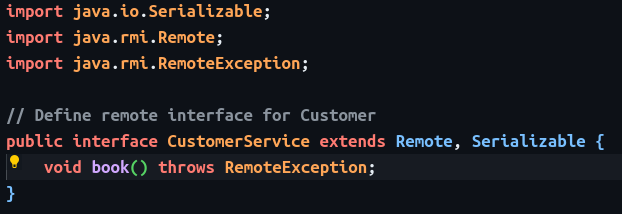 import java.io.Serializable;
import java.rmi.Remote;
import java.rmi.RemoteException;
// Define remote interface for Customer
public interface CustomerService extends Remote, Serializable {
void book() throws RemoteException;
}